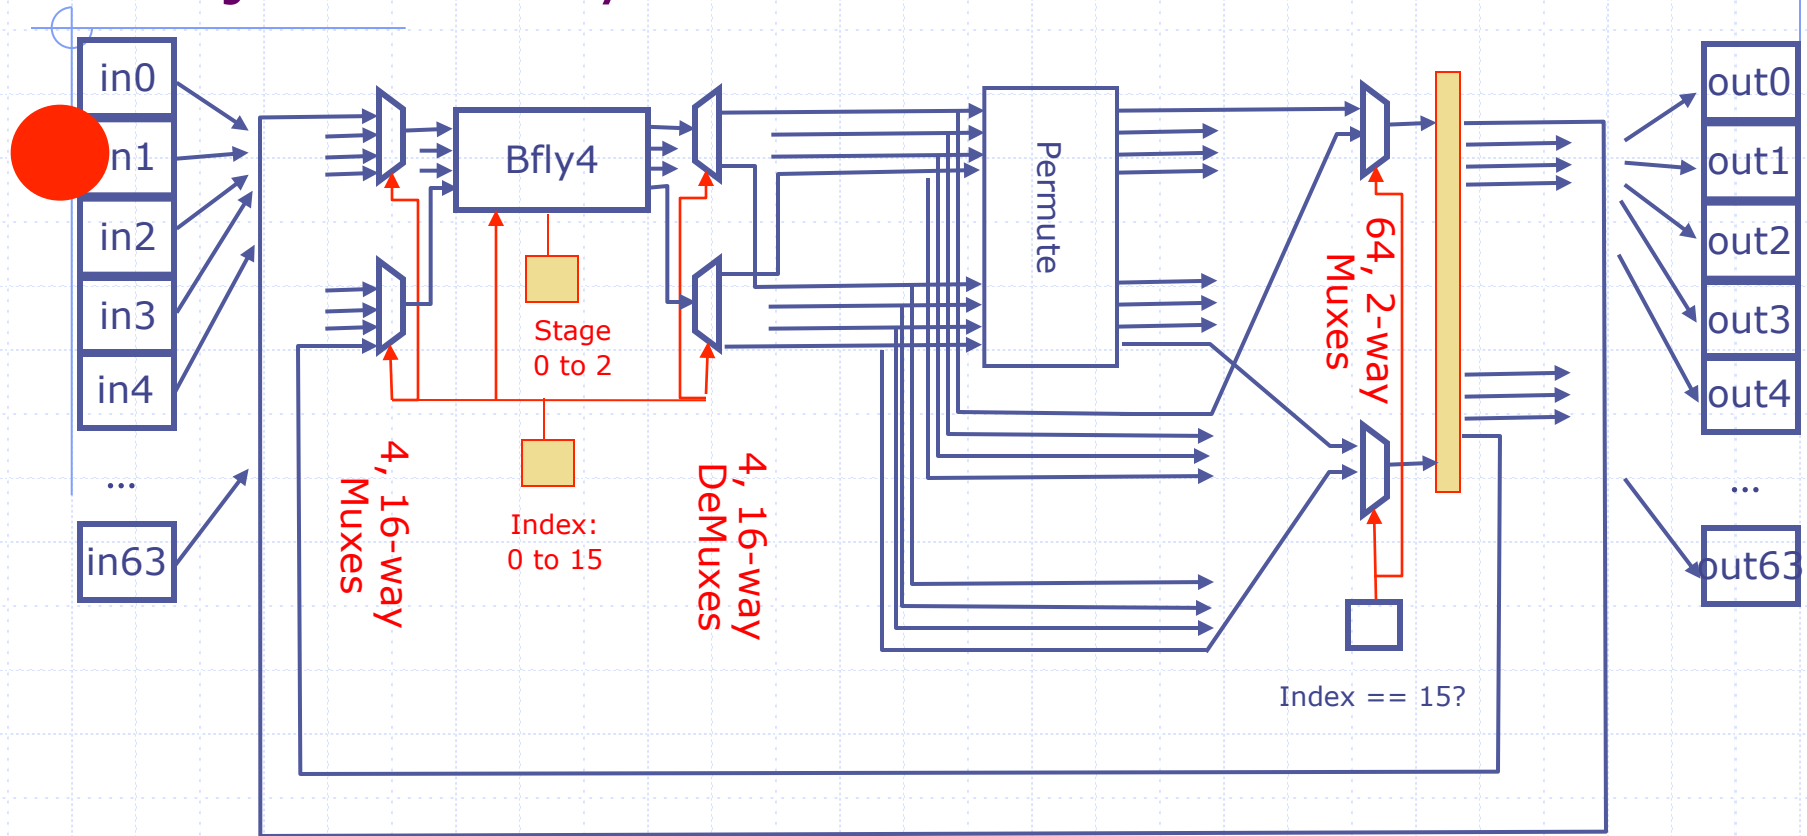 in0
n1
in2
in3
in4
...
in63
Bfly4
Stage
0 to 2
Index:
0 to 15
4, 16-way
Muxes
4, 16-way
DeMuxes
Permute
64, 2-way
Muxes
Index == 15?
out0
out1
out2
out3
out4
...
out63